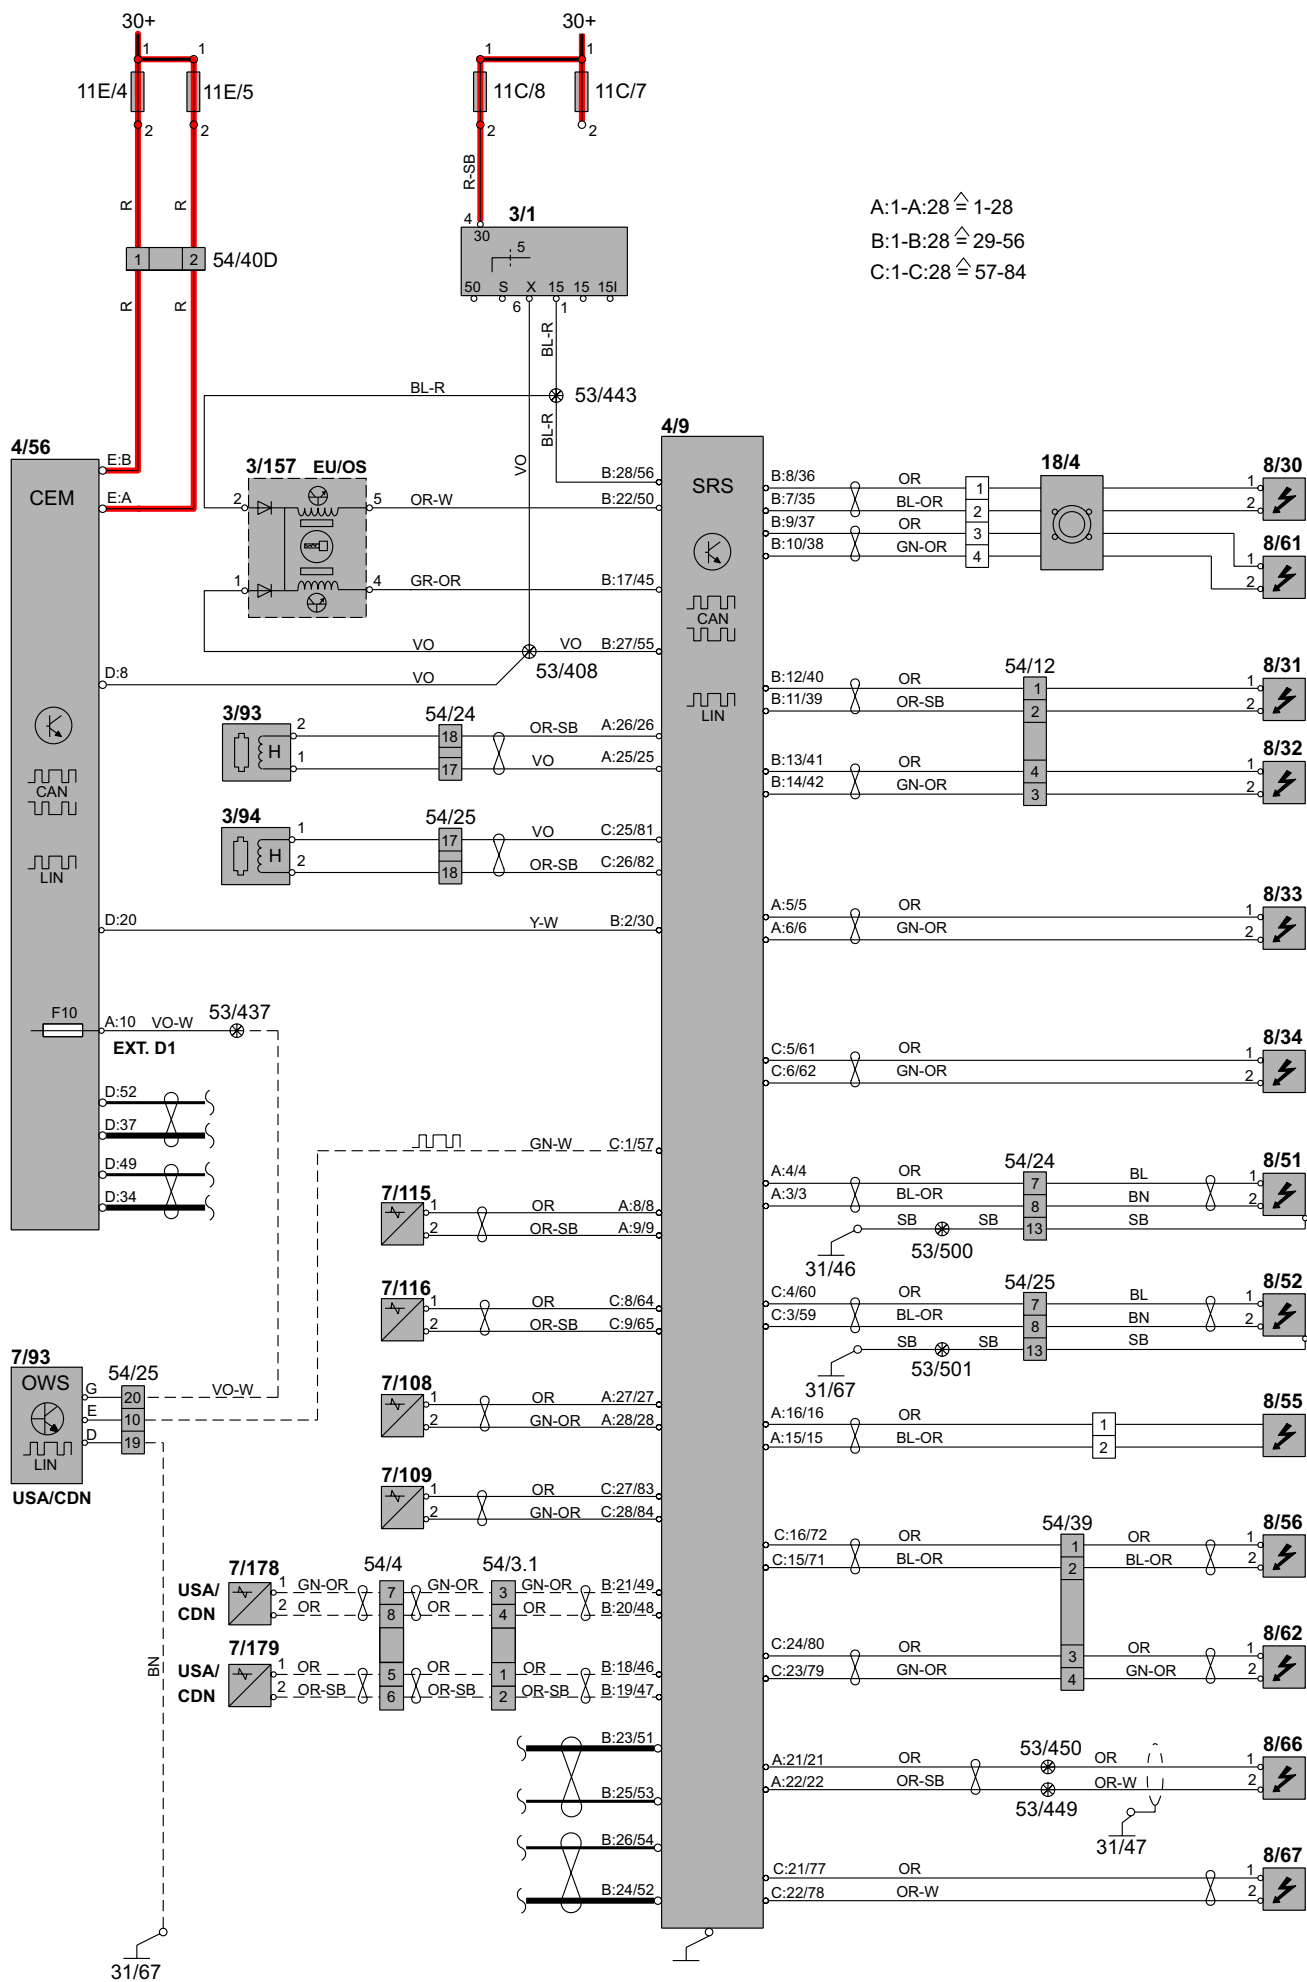 30+
30+
1
1
1
1
11E/4
11E/5
11C/8
11C/7
2
2
2
2
R
R
R-SB
A:1-A:28 ≙ 1-28
B:1-B:28 ≙ 29-56
C:1-C:28 ≙ 57-84
4
3/1
30
5
50
S
X
15
15
15I
6
1
1
2
54/40D
R
R
BL-R
BL-R
53/443
BL-R
VO
4/56
CEM
E:B
E:A
CAN
LIN
3/157
EU/OS
2
5
OR-W
B:28/56
B:22/50
1
4
GR-OR
B:17/45
VO
VO
B:27/55
53/408
D:8
VO
3/93
H
2
1
54/24
18
17
OR-SB
A:26/26
VO
A:25/25
3/94
H
1
2
54/25
17
18
VO
C:25/81
OR-SB
C:26/82
D:20
Y-W
B:2/30
F10
A:10
VO-W
53/437
EXT. D1
D:52
D:37
D:49
D:34
GN-W
C:1/57
7/115
1
OR
A:8/8
2
OR-SB
A:9/9
7/116
1
OR
C:8/64
2
OR-SB
C:9/65
7/93
OWS
LIN
USA/CDN
G
E
D
54/25
20
10
19
VO-W
7/108
1
OR
A:27/27
2
GN-OR
A:28/28
7/109
1
OR
C:27/83
2
GN-OR
C:28/84
7/178
USA/
CDN
1
GN-OR
2
OR
54/4
7
8
5
6
GN-OR
OR
54/3.1
3
4
1
2
GN-OR
B:21/49
OR
B:20/48
7/179
USA/
CDN
1
OR
2
OR-SB
OR
OR-SB
OR
B:18/46
OR-SB
B:19/47
BN
31/67
B:23/51
B:25/53
B:26/54
B:24/52
4/9
SRS
CAN
LIN
B:8/36
OR
B:7/35
BL-OR
B:9/37
OR
B:10/38
GN-OR
1
2
3
4
18/4
8/30
1
2
8/61
1
2
B:12/40
OR
B:11/39
OR-SB
54/12
1
2
4
3
8/31
1
2
B:13/41
OR
B:14/42
GN-OR
8/32
1
2
A:5/5
OR
A:6/6
GN-OR
8/33
1
2
C:5/61
OR
C:6/62
GN-OR
8/34
1
2
A:4/4
OR
A:3/3
BL-OR
54/24
7
8
13
BL
BN
SB
8/51
1
2
SB
SB
53/500
31/46
C:4/60
OR
C:3/59
BL-OR
54/25
7
8
13
BL
BN
SB
8/52
1
2
SB
SB
53/501
31/67
A:16/16
OR
A:15/15
BL-OR
1
2
8/55
C:16/72
OR
C:15/71
BL-OR
54/39
1
2
3
4
OR
BL-OR
8/56
1
2
C:24/80
OR
C:23/79
GN-OR
OR
GN-OR
8/62
1
2
A:21/21
OR
A:22/22
OR-SB
53/450
OR
OR-W
53/449
31/47
8/66
1
2
C:21/77
OR
C:22/78
OR-W
8/67
1
2